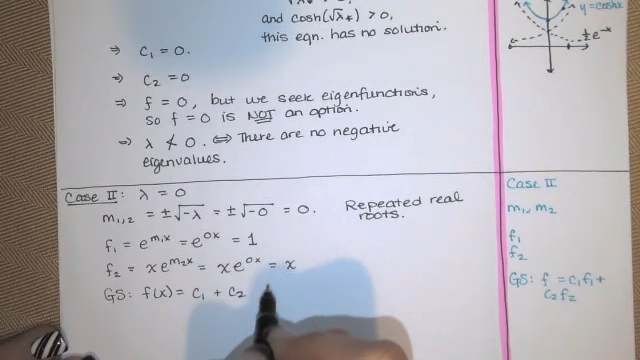 and cosh(√λ*) > 0,
this eqn. has no solution.
⇒ C₁ = 0.
⇒ C₂ = 0
⇒ f = 0, but we seek eigenfunctions,
so f = 0 is NOT an option.
⇒ λ ≮ 0. ⇔ There are no negative
eigenvalues.
y = coshx
½e⁻ˣ
Case II: λ = 0
m₁,₂ = ± √-λ = ± √-0 = 0. Repeated real
roots.
f₁ = e^m₁x = e^0x = 1
f₂ = xe^m₂x = xe^0x = x
GS: f(x) = C₁ + C₂
Case II
m₁, m₂
f₁
f₂
GS: f = C₁f₁ +
C₂f₂